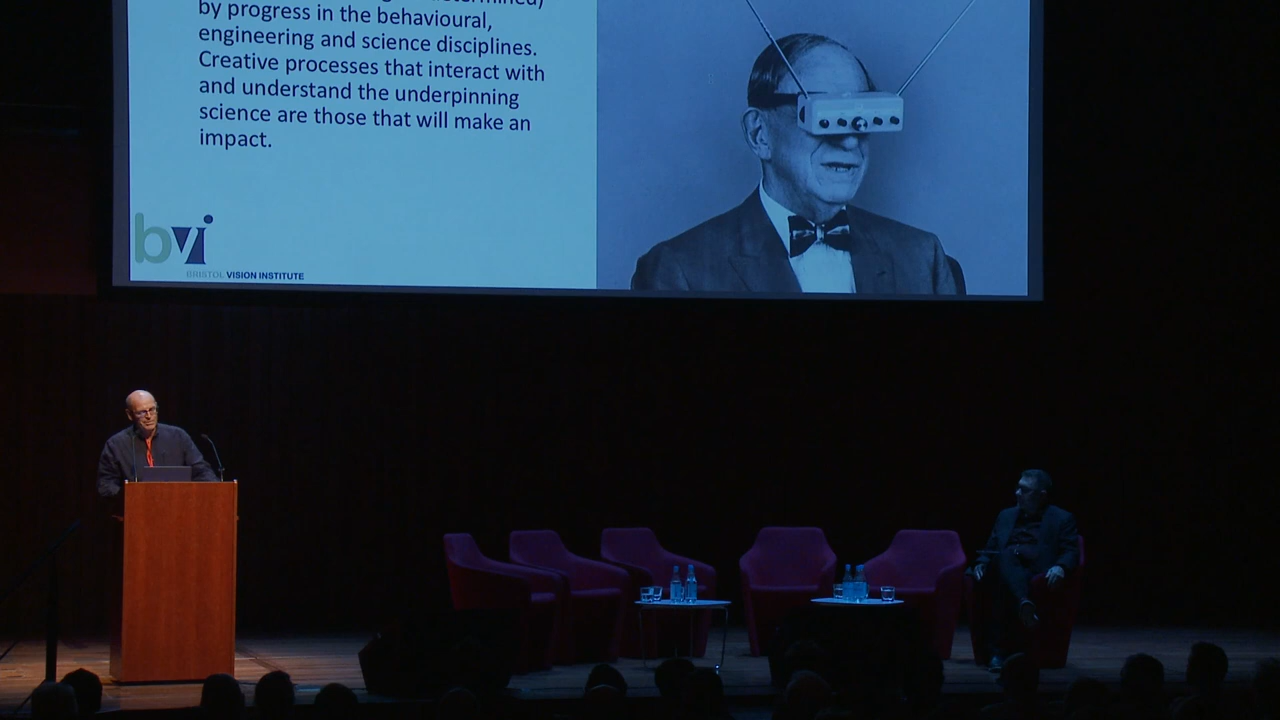 by progress in the behavioural,
engineering and science disciplines.
Creative processes that interact with
and understand the underpinning
science are those that will make an
impact.
bvi
BRISTOL VISION INSTITUTE